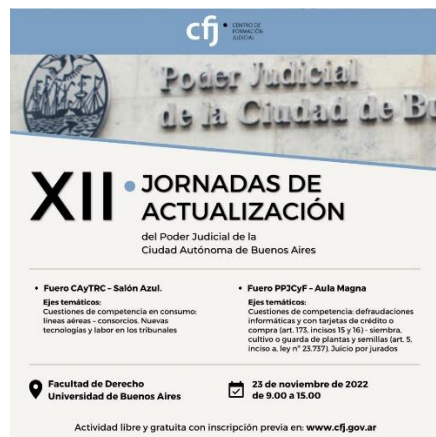 cfj
CENTRO DE
FORMACIÓN
JUDICIAL
Poder Judicial
de la Ciudad de Bu
XII
JORNADAS DE
ACTUALIZACIÓN
del Poder Judicial de la
Ciudad Autónoma de Buenos Aires
• Fuero CAyTRC – Salón Azul.
Ejes temáticos:
Cuestiones de competencia en consumo:
líneas aéreas – consorcios. Nuevas
tecnologías y labor en los tribunales
• Fuero PPJCyF – Aula Magna
Ejes temáticos:
Cuestiones de competencia: defraudaciones
informáticas y con tarjetas de crédito o
compra (art. 173, incisos 15 y 16) - siembra,
cultivo o guarda de plantas y semillas (art. 5,
inciso a, ley nº 23.737). Juicio por jurados
Facultad de Derecho
Universidad de Buenos Aires
23 de noviembre de 2022
de 9.00 a 15.00
Actividad libre y gratuita con inscripción previa en: www.cfj.gov.ar